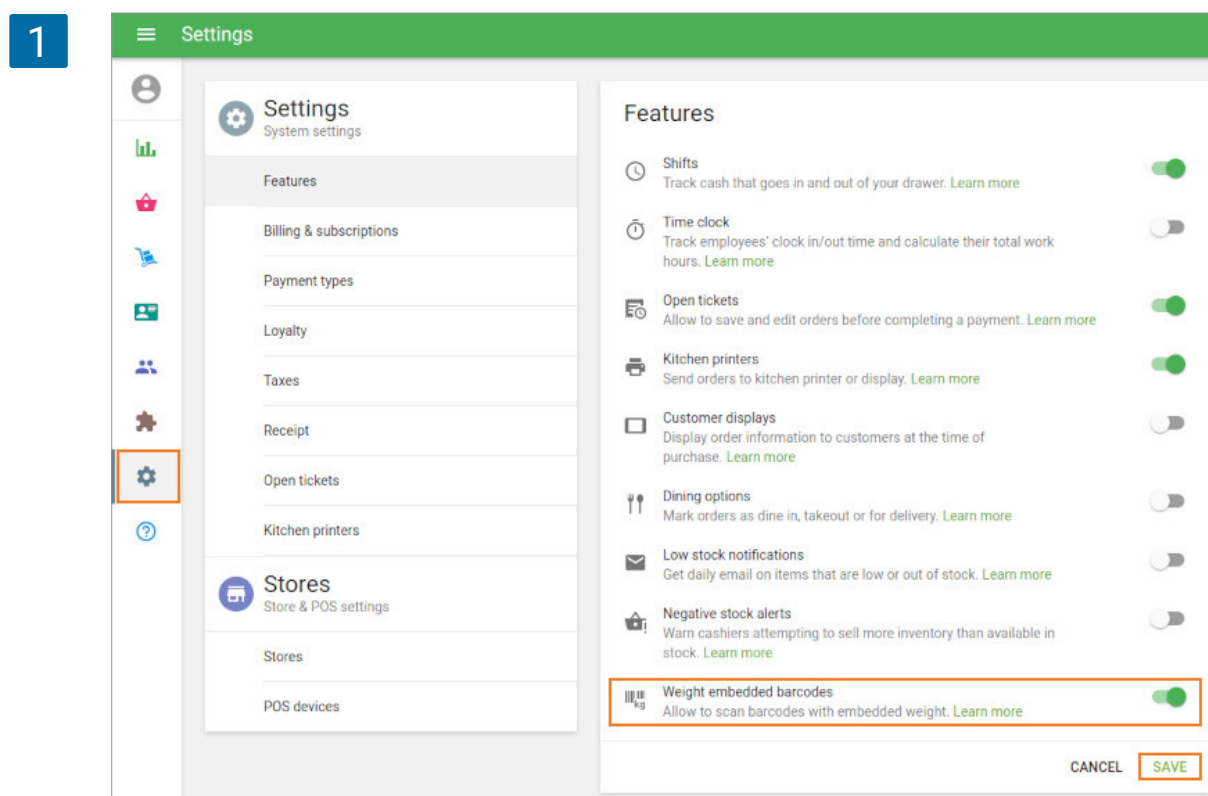 1
Settings
Settings
System settings
Features
Billing & subscriptions
Payment types
Loyalty
Taxes
Receipt
Open tickets
Kitchen printers
Stores
Store & POS settings
Stores
POS devices
Features
Shifts
Track cash that goes in and out of your drawer. Learn more
Time clock
Track employees' clock in/out time and calculate their total work
hours. Learn more
Open tickets
Allow to save and edit orders before completing a payment. Learn more
Kitchen printers
Send orders to kitchen printer or display. Learn more
Customer displays
Display order information to customers at the time of
purchase. Learn more
Dining options
Mark orders as dine in, takeout or for delivery. Learn more
Low stock notifications
Get daily email on items that are low or out of stock. Learn more
Negative stock alerts
Warn cashiers attempting to sell more inventory than available in
stock. Learn more
kg
Weight embedded barcodes
Allow to scan barcodes with embedded weight. Learn more
CANCEL SAVE